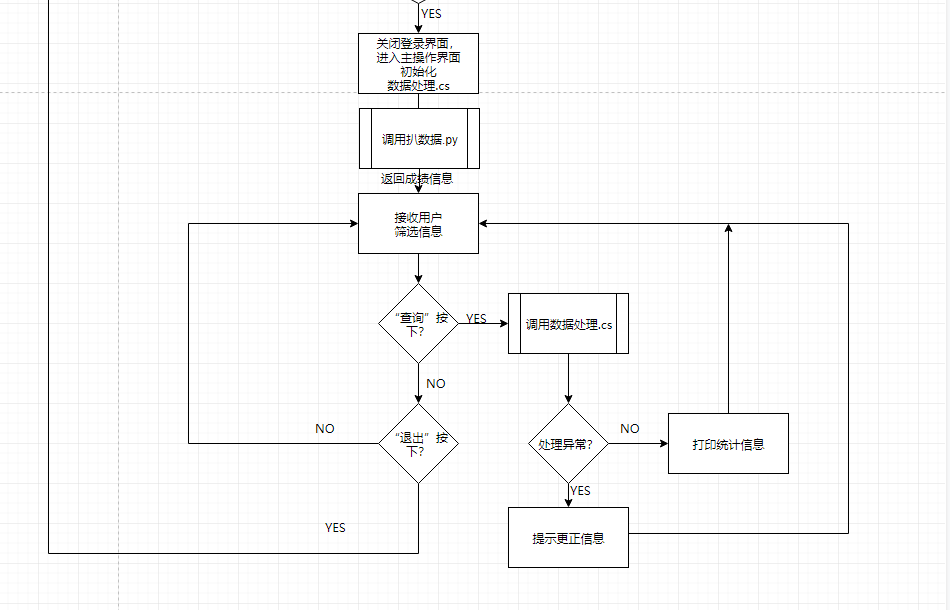 YES
关闭登录界面，
进入主操作界面
初始化
数据处理.cs
调用扒数据.py
返回成绩信息
接收用户
筛选信息
“查询”按
下？
YES
调用数据处理.cs
NO
“退出”按
下？
NO
处理异常？
NO
打印统计信息
YES
YES
提示更正信息